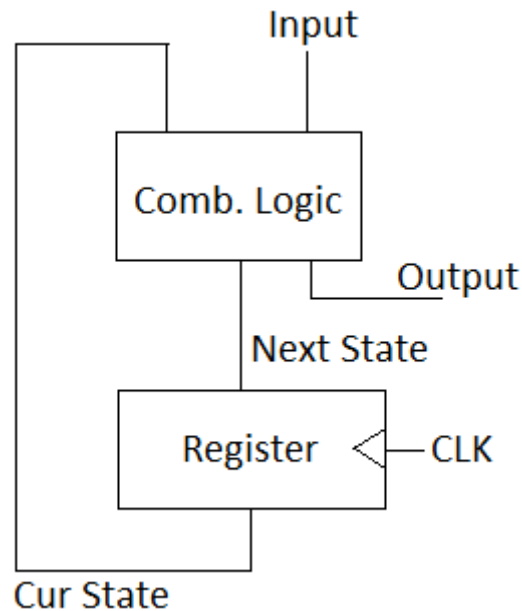 Input
Comb. Logic
Output
Next State
Register
CLK
Cur State